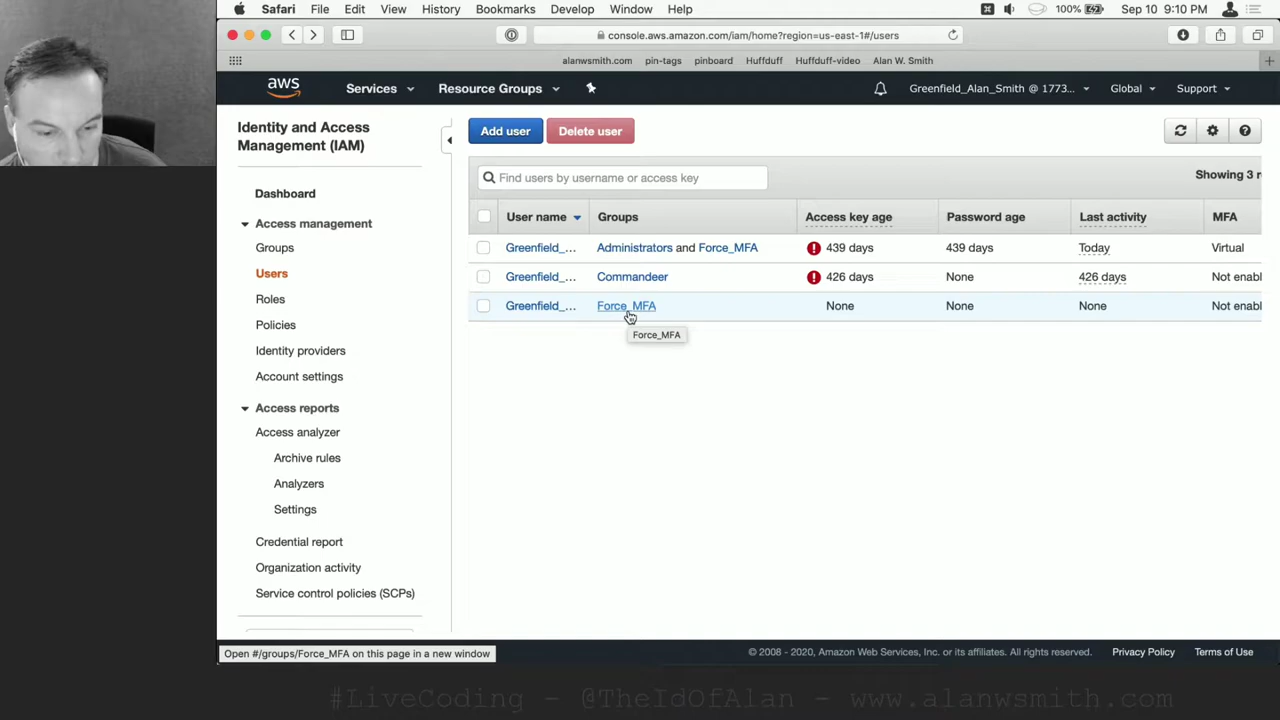 Safari File Edit View History Bookmarks Develop Window Help 100% Sep 10 9:10 PM
console.aws.amazon.com/iam/home?region=us-east-1#/users
alanwsmith.com pin-tags pinboard Huffduff Huffduff-video Alan W. Smith
aws Services Resource Groups Greenfield_Alan_Smith @ 1773... Global Support
Identity and Access
Management (IAM)
Dashboard
Access management
Groups
Users
Roles
Policies
Identity providers
Account settings
Access reports
Access analyzer
Archive rules
Analyzers
Settings
Credential report
Organization activity
Service control policies (SCPs)
Add user Delete user
Find users by username or access key
Showing 3 r
User name Groups Access key age Password age Last activity MFA
Greenfield_... Administrators and Force_MFA 439 days 439 days Today Virtual
Greenfield_... Commandeer 426 days None 426 days Not enabl
Greenfield_... Force_MFA None None None Not enabl
Force_MFA
Open #/groups/Force_MFA on this page in a new window
© 2008 - 2020, Amazon Web Services, Inc. or its affiliates. All rights reserved. Privacy Policy Terms of Use
#LiveCoding - @TheIdOfAlan - www.alanwsmith.com